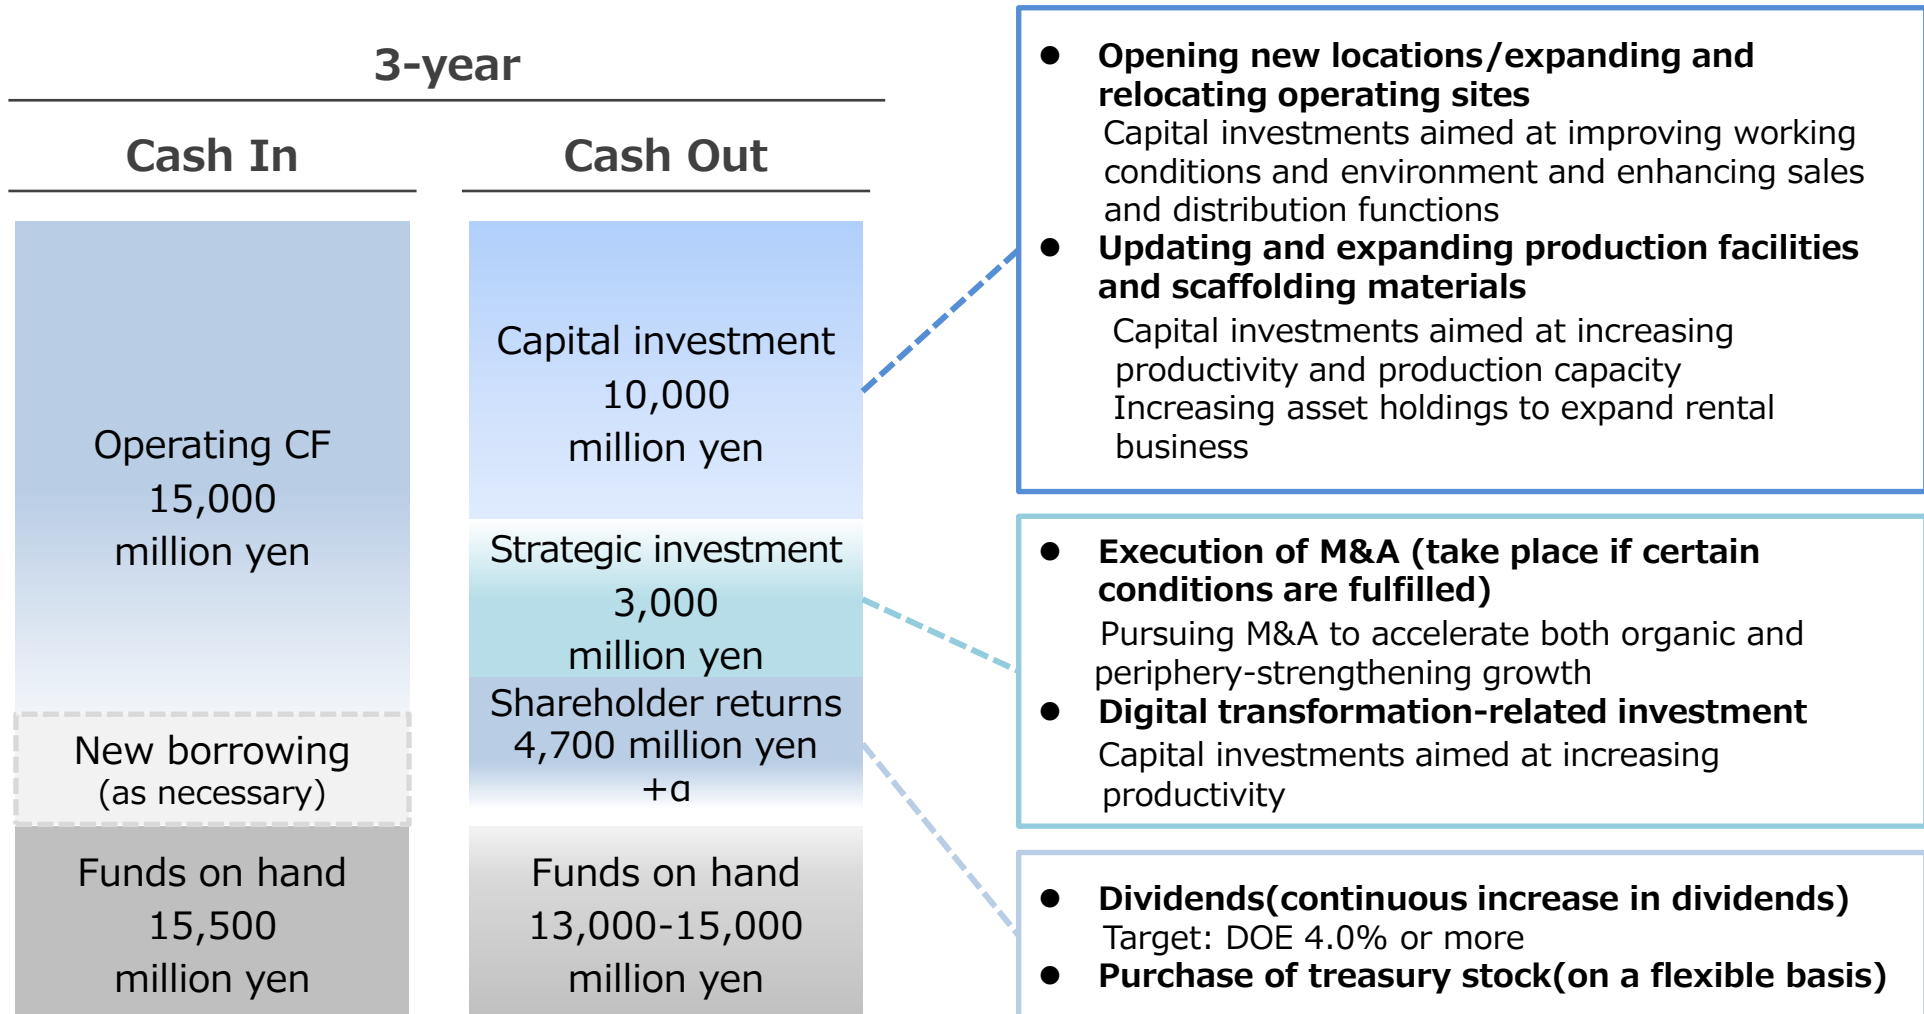 3-year
Cash In
Cash Out
Operating CF
15,000
million yen
New borrowing
(as necessary)
Funds on hand
15,500
million yen
Capital investment
10,000
million yen
Strategic investment
3,000
million yen
Shareholder returns
4,700 million yen
+α
Funds on hand
13,000-15,000
million yen
● Opening new locations/expanding and
relocating operating sites
Capital investments aimed at improving working
conditions and environment and enhancing sales
and distribution functions
● Updating and expanding production facilities
and scaffolding materials
Capital investments aimed at increasing
productivity and production capacity
Increasing asset holdings to expand rental
business
● Execution of M&A (take place if certain
conditions are fulfilled)
Pursuing M&A to accelerate both organic and
periphery-strengthening growth
● Digital transformation-related investment
Capital investments aimed at increasing
productivity
● Dividends(continuous increase in dividends)
Target: DOE 4.0% or more
● Purchase of treasury stock(on a flexible basis)